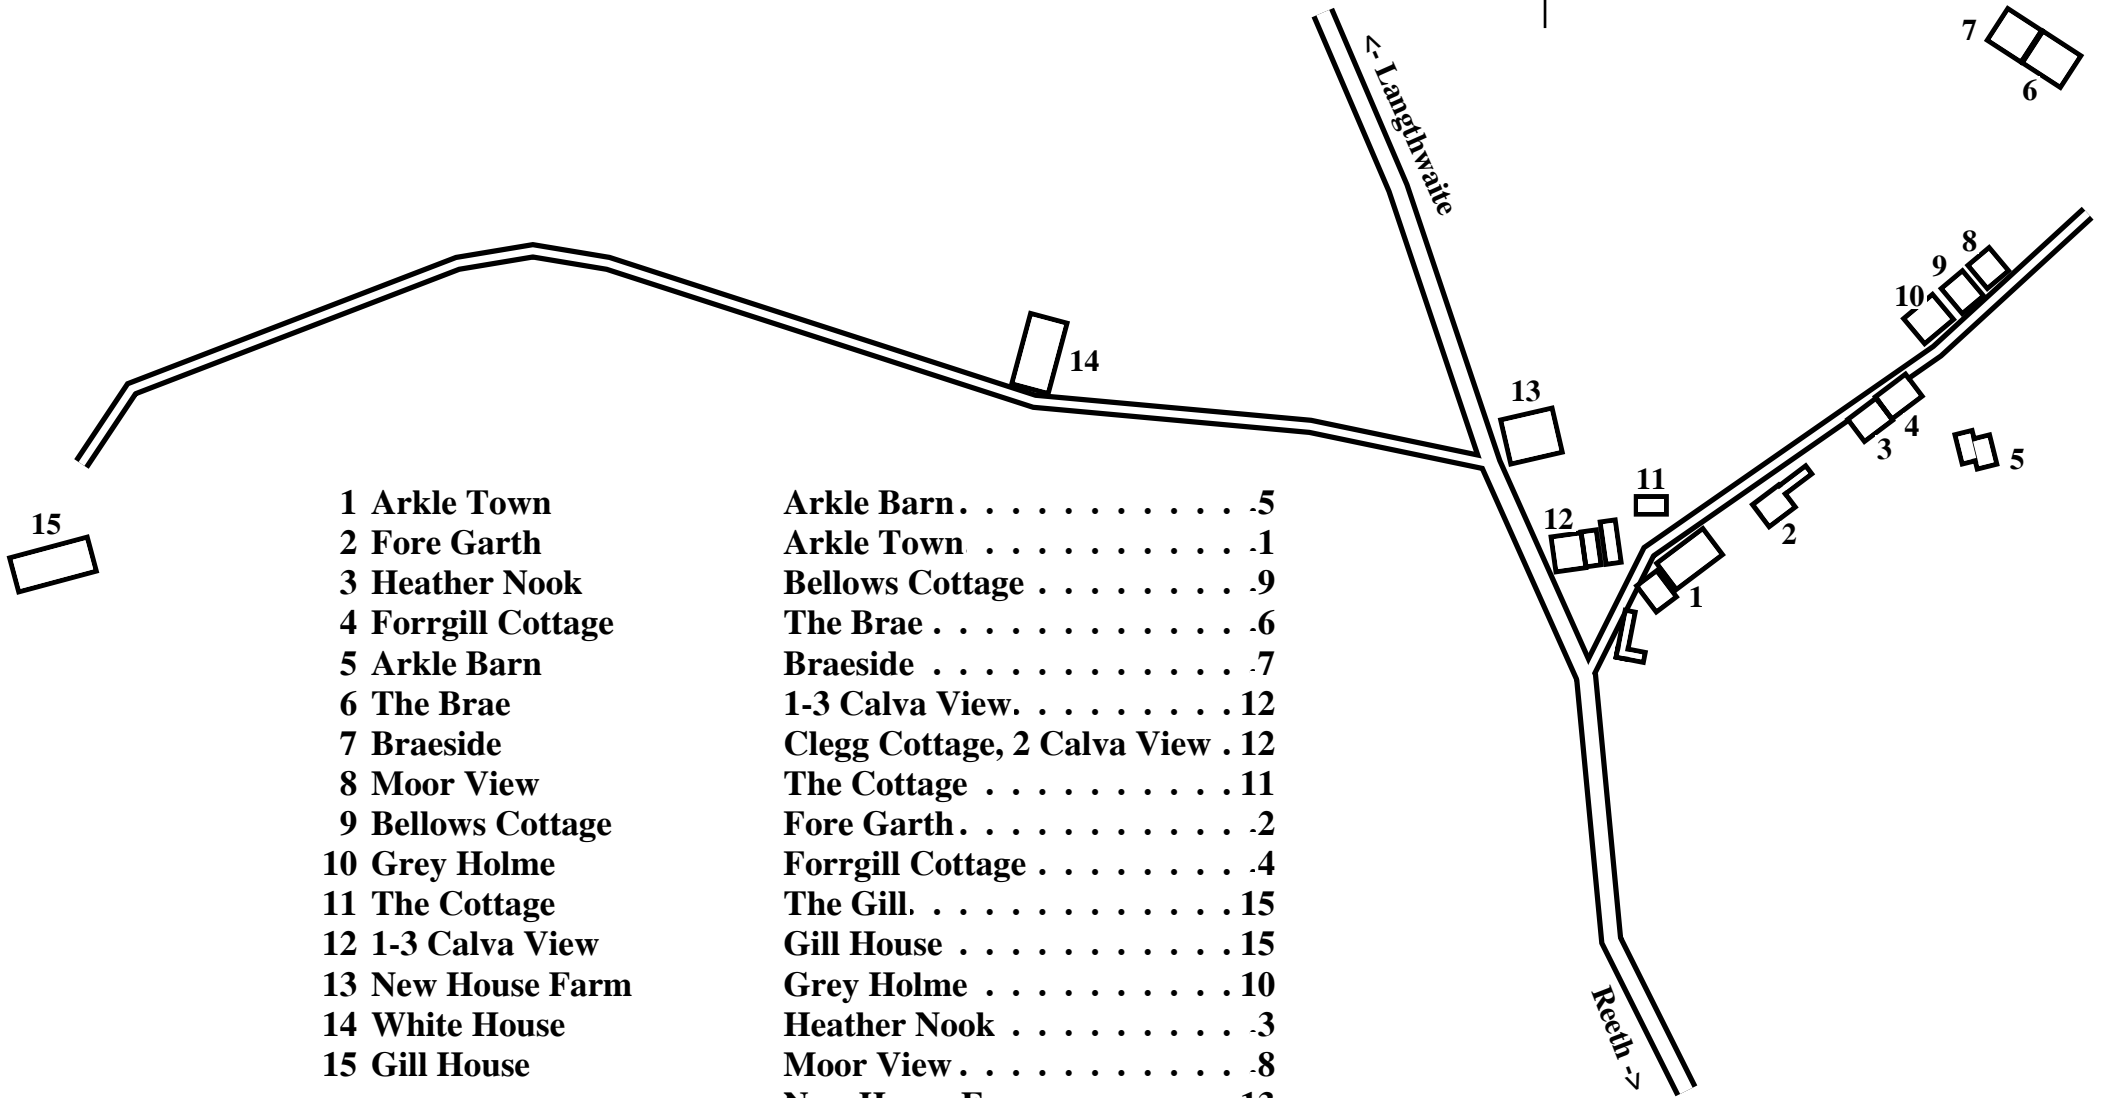 <- Langthwaite
7
6
8
9
10
14
13
4
3
5
11
12
2
1
15
Reeth ->
1 Arkle Town
2 Fore Garth
3 Heather Nook
4 Forrgill Cottage
5 Arkle Barn
6 The Brae
7 Braeside
8 Moor View
9 Bellows Cottage
10 Grey Holme
11 The Cottage
12 1-3 Calva View
13 New House Farm
14 White House
15 Gill House
Arkle Barn . . . . . . . . . . . 5
Arkle Town . . . . . . . . . . . 1
Bellows Cottage . . . . . . . . 9
The Brae . . . . . . . . . . . . 6
Braeside . . . . . . . . . . . . 7
1-3 Calva View . . . . . . . . . 12
Clegg Cottage, 2 Calva View . 12
The Cottage . . . . . . . . . . 11
Fore Garth . . . . . . . . . . . 2
Forrgill Cottage . . . . . . . . 4
The Gill . . . . . . . . . . . . . 15
Gill House . . . . . . . . . . . 15
Grey Holme . . . . . . . . . . 10
Heather Nook . . . . . . . . . 3
Moor View . . . . . . . . . . . 8